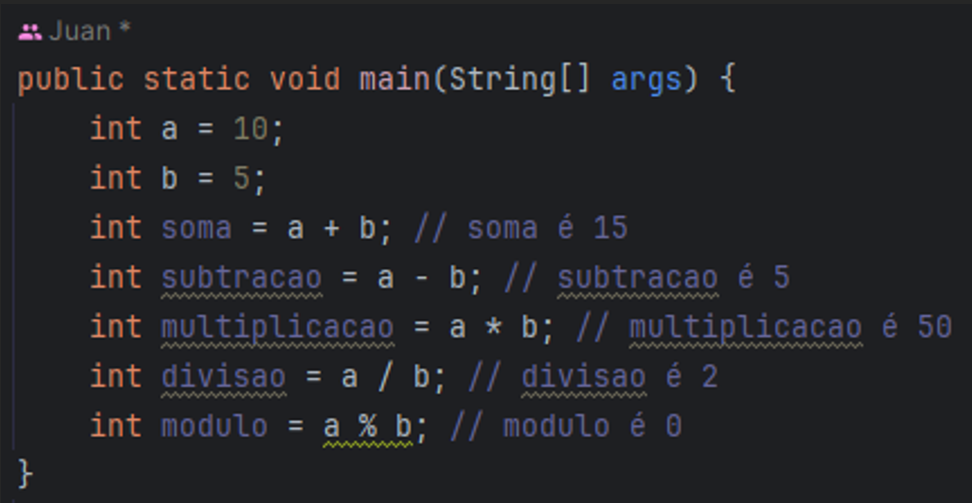 Juan *
public static void main(String[] args) {
    int a = 10;
    int b = 5;
    int soma = a + b; // soma é 15
    int subtracao = a - b; // subtracao é 5
    int multiplicacao = a * b; // multiplicacao é 50
    int divisao = a / b; // divisao é 2
    int modulo = a % b; // modulo é 0
}